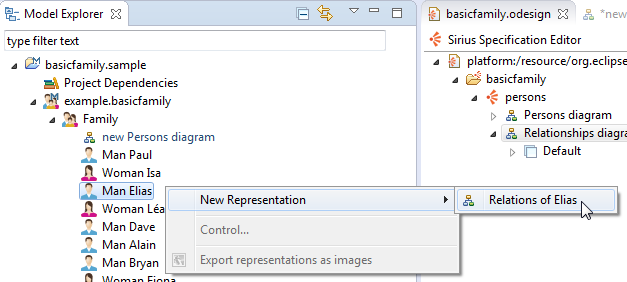 Model Explorer
type filter text
basicfamily.sample
Project Dependencies
example.basicfamily
Family
new Persons diagram
Man Paul
Woman Isa
Man Elias
Woman Léa
Man Dave
Man Alain
Man Bryan
Woman Fiona
New Representation
Control...
Export representations as images
Relations of Elias
basicfamily.odesign
*new
Sirius Specification Editor
platform:/resource/org.eclipse
basicfamily
persons
Persons diagram
Relationships diagra
Default